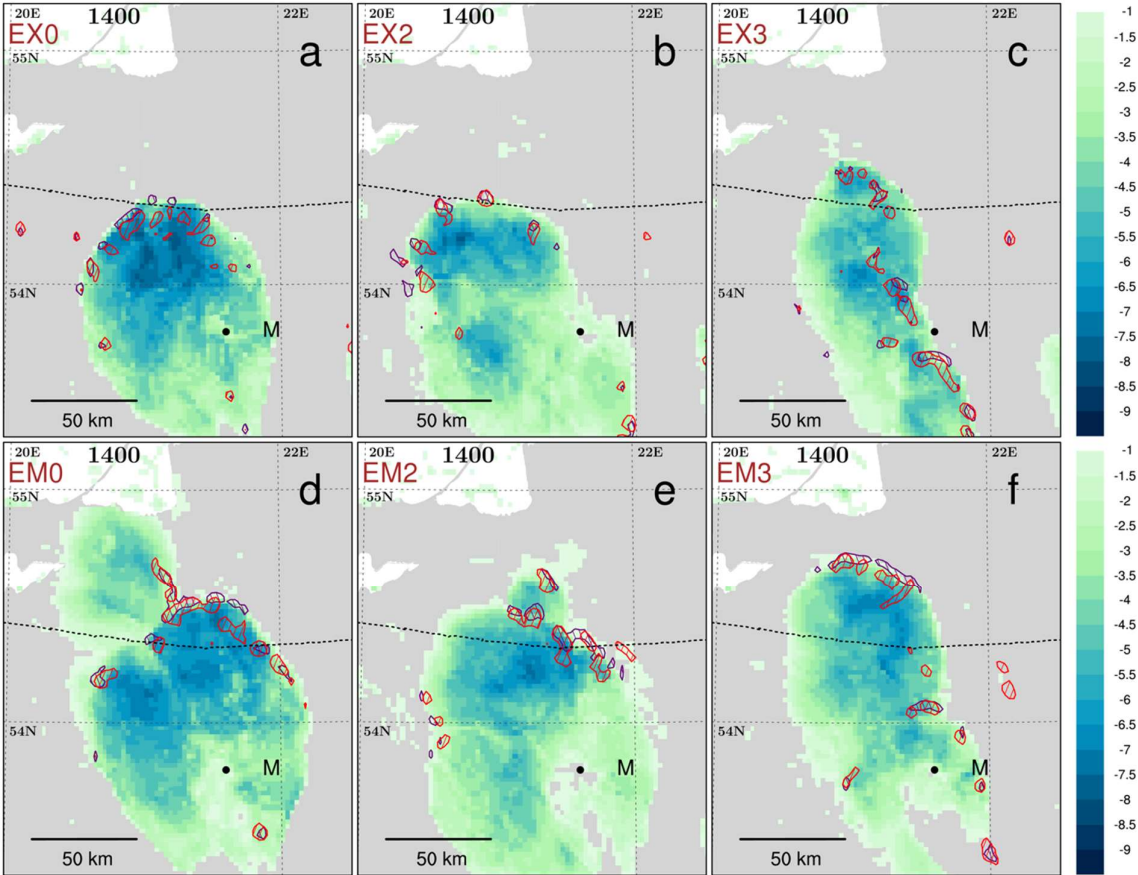 20E 1400 22E
EX0 a
55N
54N
M
50 km
20E 1400 22E
EX2 b
55N
54N
M
50 km
20E 1400 22E
EX3 c
55N
54N
M
50 km
-1
-1.5
-2
-2.5
-3
-3.5
-4
-4.5
-5
-5.5
-6
-6.5
-7
-7.5
-8
-8.5
-9
20E 1400 22E
EM0 d
55N
54N
M
50 km
20E 1400 22E
EM2 e
55N
54N
M
50 km
20E 1400 22E
EM3 f
55N
54N
M
50 km
-1
-1.5
-2
-2.5
-3
-3.5
-4
-4.5
-5
-5.5
-6
-6.5
-7
-7.5
-8
-8.5
-9